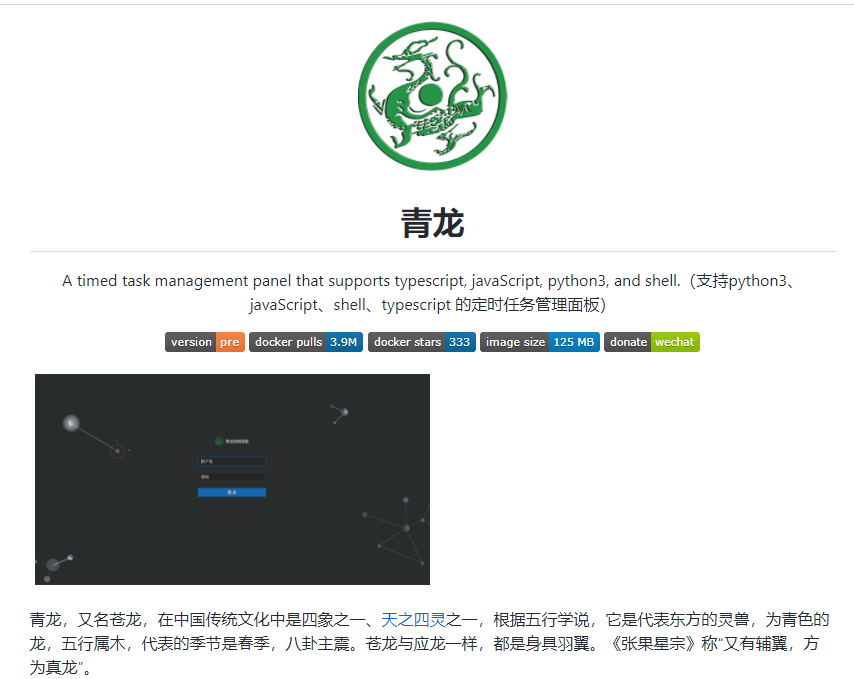 青龙
A timed task management panel that supports typescript, javaScript, python3, and shell.（支持python3、
javaScript、shell、typescript 的定时任务管理面板）
version pre docker pulls 3.9M docker stars 333 image size 125 MB donate wechat
用户名
密码
登 录
青龙，又名苍龙，在中国传统文化中是四象之一、天之四灵之一，根据五行学说，它是代表东方的灵兽，为青色的
龙，五行属木，代表的季节是春季，八卦主震。苍龙与应龙一样，都是身具羽翼。《张果星宗》称“又有辅翼，方
为真龙”。